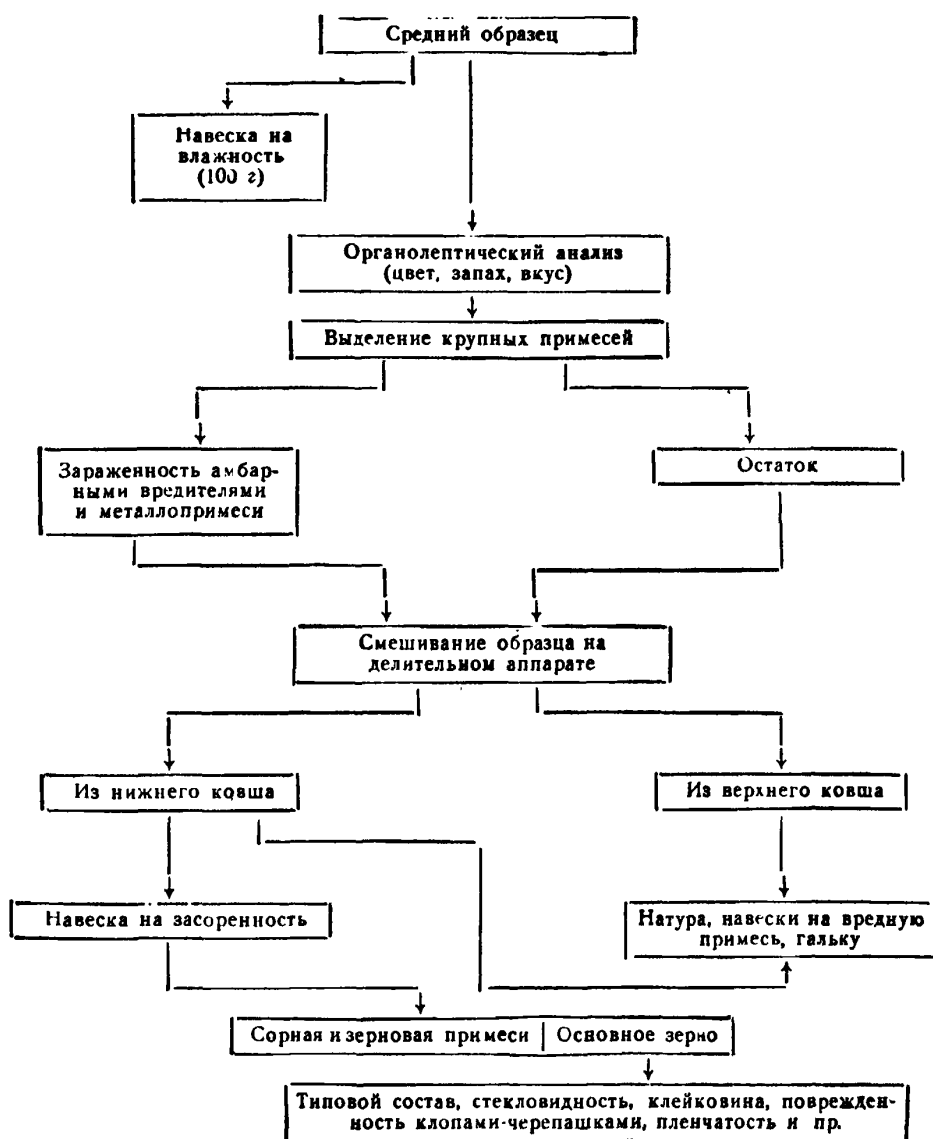 Средний образец
Навеска на
влажность
(100 г)
Органолептический анализ
(цвет, запах, вкус)
Выделение крупных примесей
Зараженность амбар-
ными вредителями
и металлопримеси
Остаток
Смешивание образца на
делительном аппарате
Из нижнего ковша
Из верхнего ковша
Навеска на засоренность
Натура, навески на вредную
примесь, гальку
Сорная и зерновая примеси | Основное зерно
Типовой состав, стекловидность, клейковина, поврежден-
ность клопами-черепашками, пленчатость и пр.